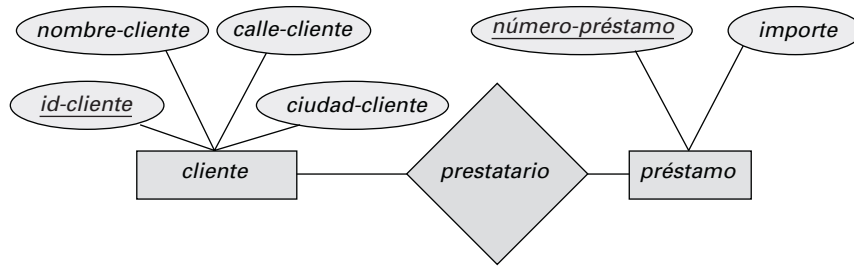 nombre-cliente
calle-cliente
número-préstamo
importe
id-cliente
ciudad-cliente
cliente
prestatario
préstamo